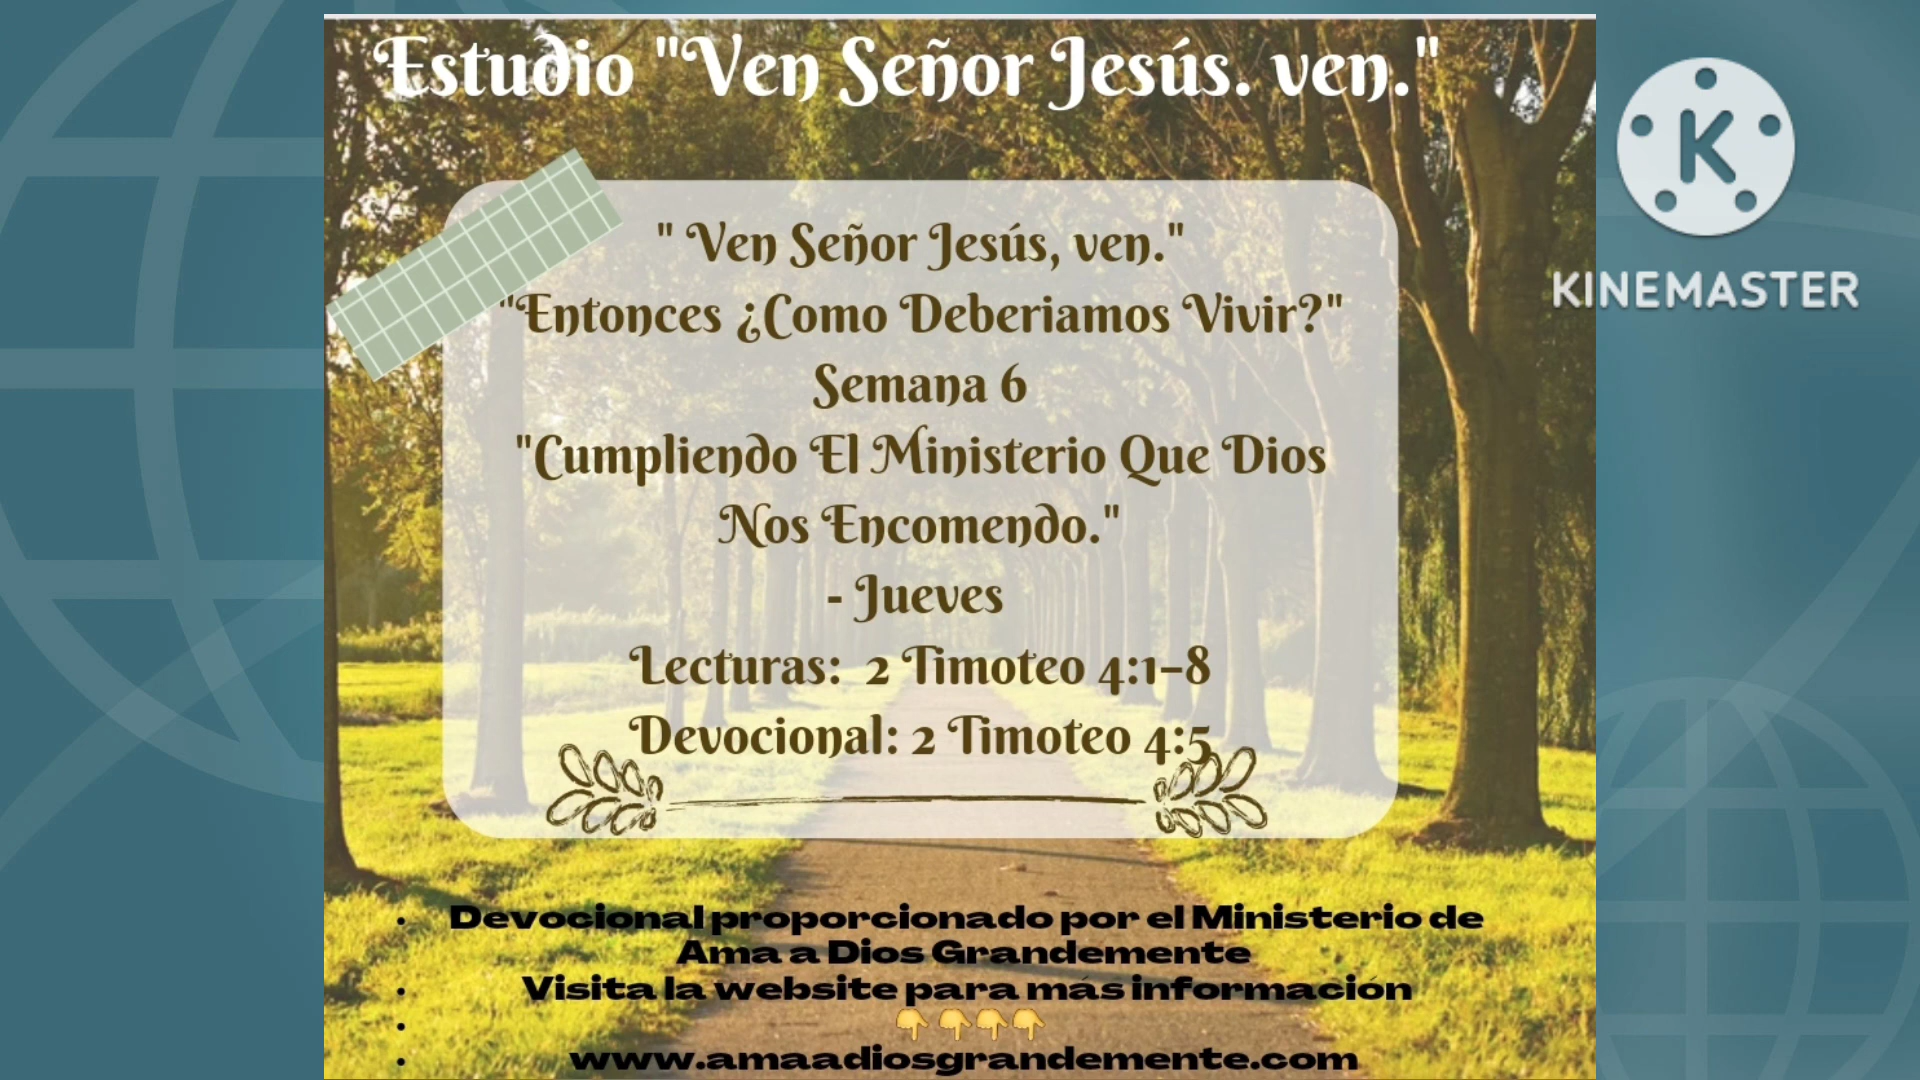 Estudio "Ven Señor Jesús. ven."
K
KINEMASTER
" Ven Señor Jesús, ven."
"Entonces ¿Como Deberiamos Vivir?"
Semana 6
"Cumpliendo El Ministerio Que Dios
Nos Encomendo."
- Jueves
Lecturas:  2 Timoteo 4:1–8
Devocional: 2 Timoteo 4:5
• Devocional proporcionado por el Ministerio de
Ama a Dios Grandemente
• Visita la website para más información
• 👇👇👇👇
• www.amaadiosgrandemente.com